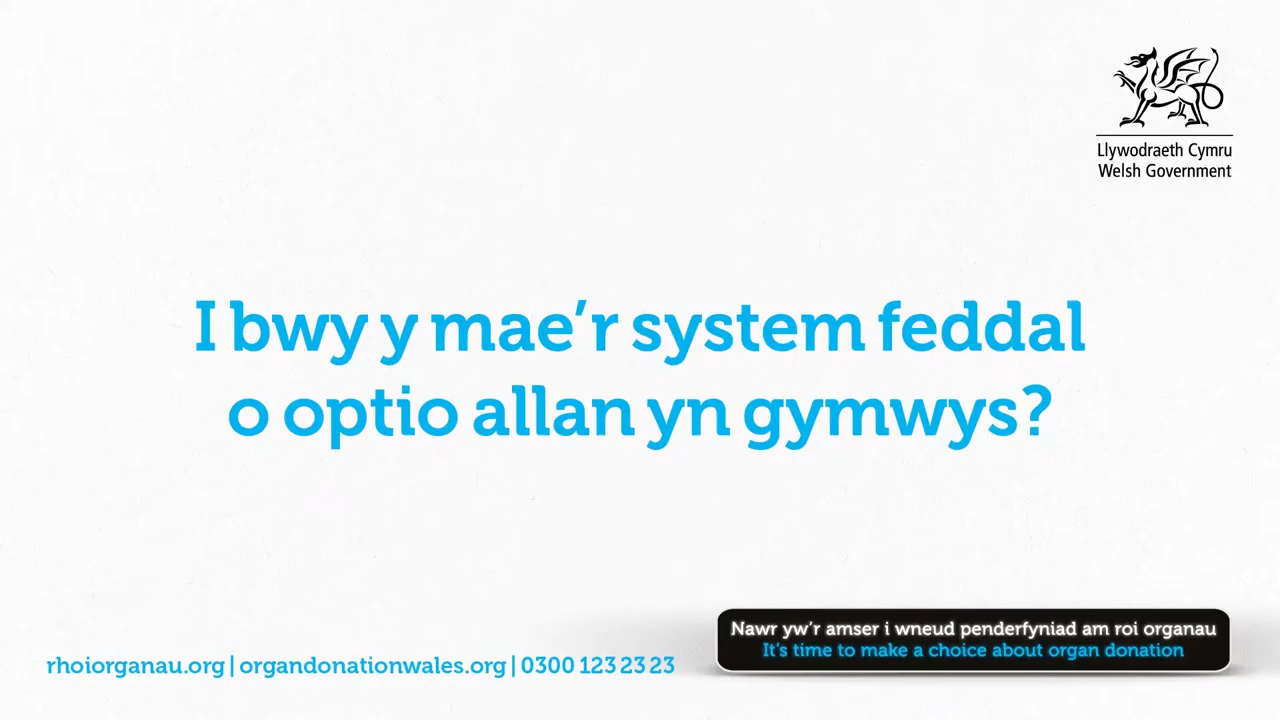 Llywodraeth Cymru
Welsh Government
I bwy y mae’r system feddal
o optio allan yn gymwys?
Nawr yw’r amser i wneud penderfyniad am roi organau
It’s time to make a choice about organ donation
rhoiorganau.org | organdonationwales.org | 0300 123 23 23